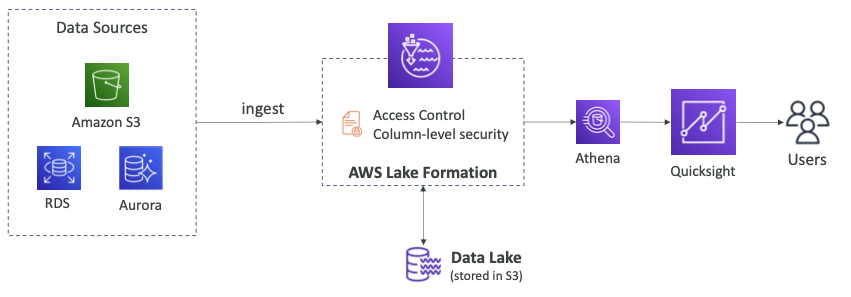 Data Sources
Amazon S3
RDS
Aurora
ingest
Access Control
Column-level security
AWS Lake Formation
Data Lake
(stored in S3)
Athena
Quicksight
Users